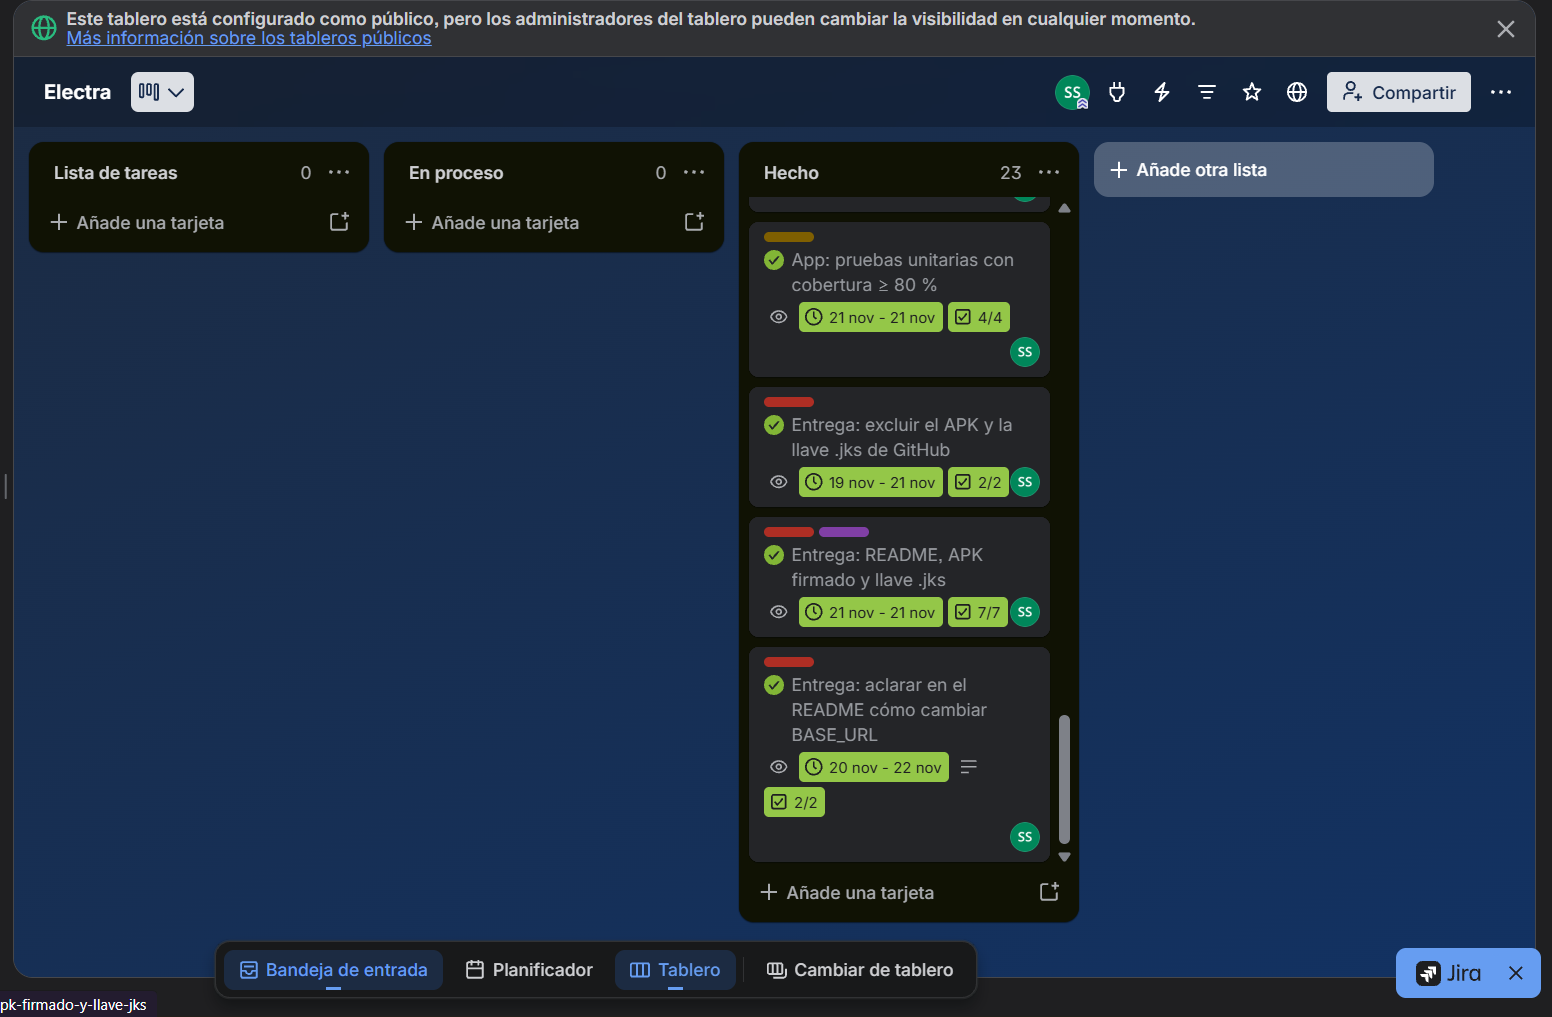 Este tablero está configurado como público, pero los administradores del tablero pueden cambiar la visibilidad en cualquier momento.
Más información sobre los tableros públicos
Electra
SS
Compartir
Lista de tareas 0
Añade una tarjeta
En proceso 0
Añade una tarjeta
Hecho 23
App: pruebas unitarias con
cobertura ≥ 80 %
21 nov - 21 nov 4/4
SS
Entrega: excluir el APK y la
llave .jks de GitHub
19 nov - 21 nov 2/2 SS
Entrega: README, APK
firmado y llave .jks
21 nov - 21 nov 7/7 SS
Entrega: aclarar en el
README cómo cambiar
BASE_URL
20 nov - 22 nov
2/2
SS
Añade una tarjeta
Añade otra lista
Bandeja de entrada
Planificador
Tablero
Cambiar de tablero
Jira
pk-firmado-y-llave-jks